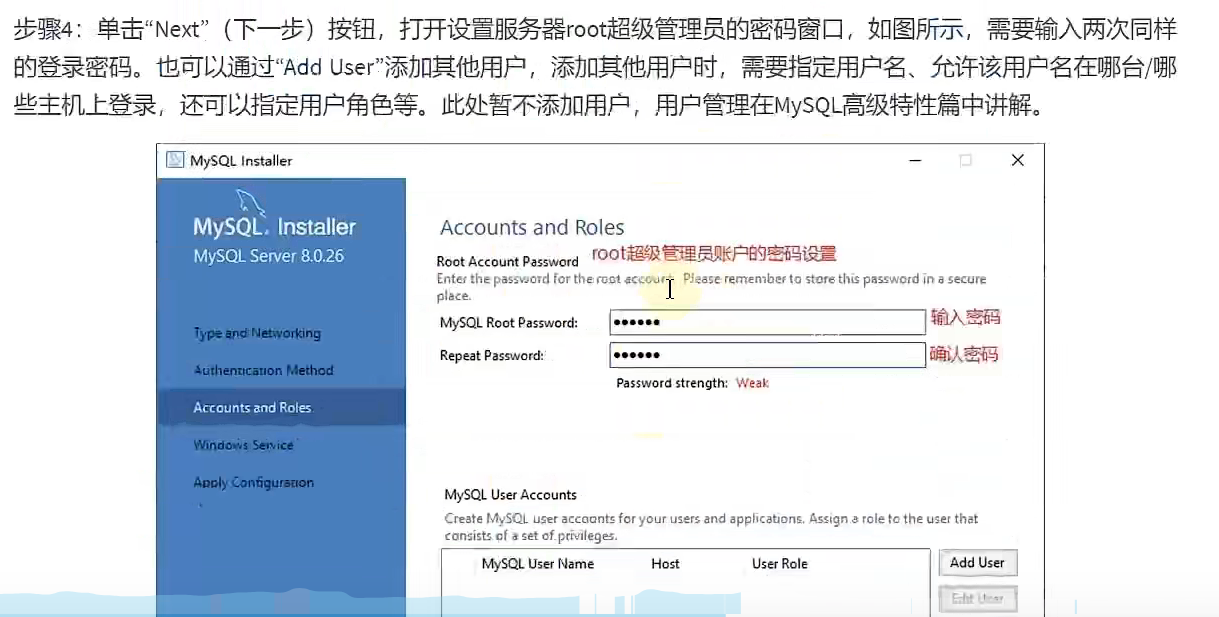 步骤4：单击“Next”（下一步）按钮，打开设置服务器root超级管理员的密码窗口，如图所示，需要输入两次同样
的登录密码。也可以通过“Add User”添加其他用户，添加其他用户时，需要指定用户名、允许该用户名在哪台/哪
些主机上登录，还可以指定用户角色等。此处暂不添加用户，用户管理在MySQL高级特性篇中讲解。
MySQL Installer
MySQL. Installer
MySQL Server 8.0.26
Type and Networking
Authentication Method
Accounts and Roles
Windows Service
Apply Configuration
Accounts and Roles
Root Account Password root超级管理员账户的密码设置
Enter the password for the root account. Please remember to store this password in a secure
place.
MySQL Root Password: ●●●●●● 输入密码
Repeat Password: ●●●●●● 确认密码
Password strength: Weak
MySQL User Accounts
Create MySQL user accounts for your users and applications. Assign a role to the user that
consists of a set of privileges.
MySQL User Name Host User Role
Add User
Edit User